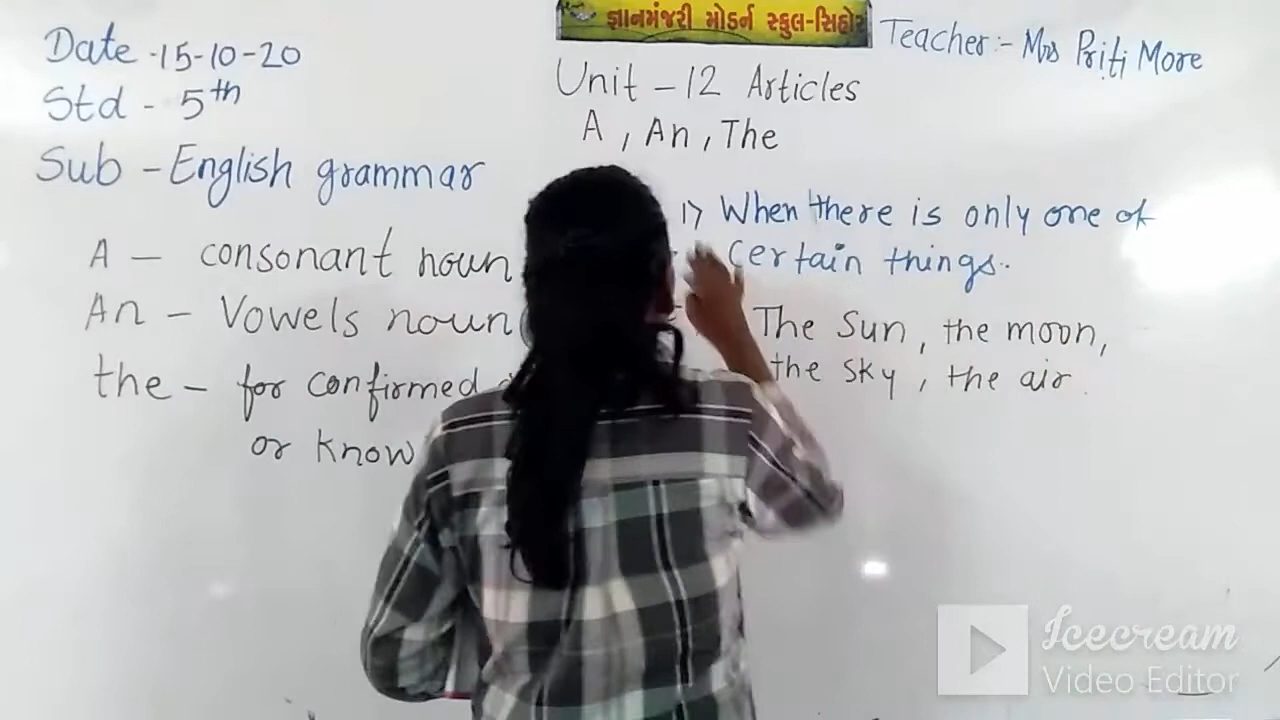 જ્ઞાનમંજરી મોડર્ન સ્કુલ-સિહોર
Date -15-10-20
Teacher:- Mrs Priti More
Std - 5th
Unit - 12 Articles
A, An, The
Sub - English grammar
A - consonant noun
An - Vowels noun
the - for confirmed
or know
1) When there is only one of
certain things.
The Sun, the moon,
the sky, the air.
Icecream
Video Editor